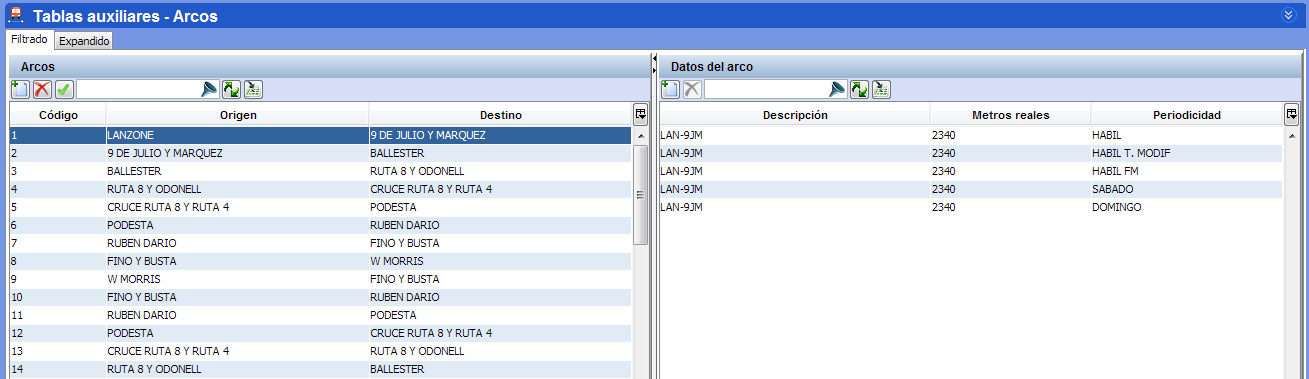 Tablas auxiliares - Arcos
Filtrado Expandido
Arcos
Código Origen Destino
1 LANZONE 9 DE JULIO Y MARQUEZ
2 9 DE JULIO Y MARQUEZ BALLESTER
3 BALLESTER RUTA 8 Y ODONELL
4 RUTA 8 Y ODONELL CRUCE RUTA 8 Y RUTA 4
5 CRUCE RUTA 8 Y RUTA 4 PODESTA
6 PODESTA RUBEN DARIO
7 RUBEN DARIO FINO Y BUSTA
8 FINO Y BUSTA W MORRIS
9 W MORRIS FINO Y BUSTA
10 FINO Y BUSTA RUBEN DARIO
11 RUBEN DARIO PODESTA
12 PODESTA CRUCE RUTA 8 Y RUTA 4
13 CRUCE RUTA 8 Y RUTA 4 RUTA 8 Y ODONELL
14 RUTA 8 Y ODONELL BALLESTER
Datos del arco
Descripción Metros reales Periodicidad
LAN-9JM 2340 HABIL
LAN-9JM 2340 HABIL T. MODIF
LAN-9JM 2340 HABIL FM
LAN-9JM 2340 SABADO
LAN-9JM 2340 DOMINGO